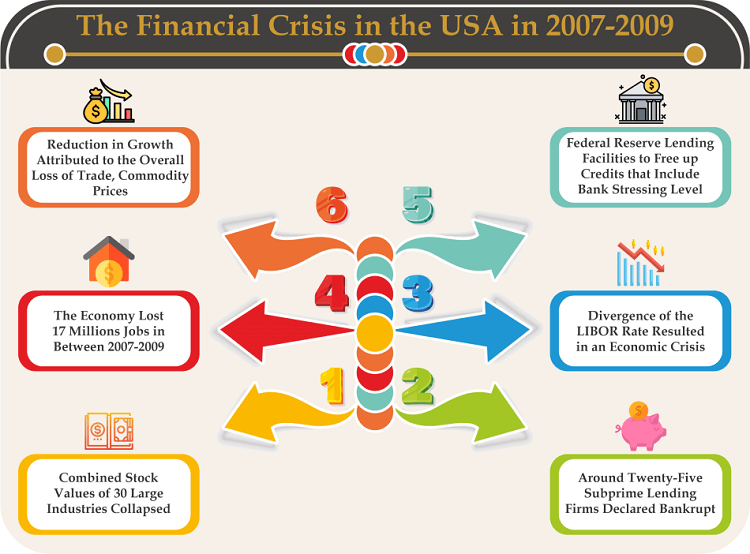 The Financial Crisis in the USA in 2007-2009
Reduction in Growth
Attributed to the Overall
Loss of Trade, Commodity
Prices
Federal Reserve Lending
Facilities to Free up
Credits that Include
Bank Stressing Level
6
5
The Economy Lost
17 Millions Jobs in
Between 2007-2009
4
3
Divergence of the
LIBOR Rate Resulted
in an Economic Crisis
1
2
Combined Stock
Values of 30 Large
Industries Collapsed
Around Twenty-Five
Subprime Lending
Firms Declared Bankrupt